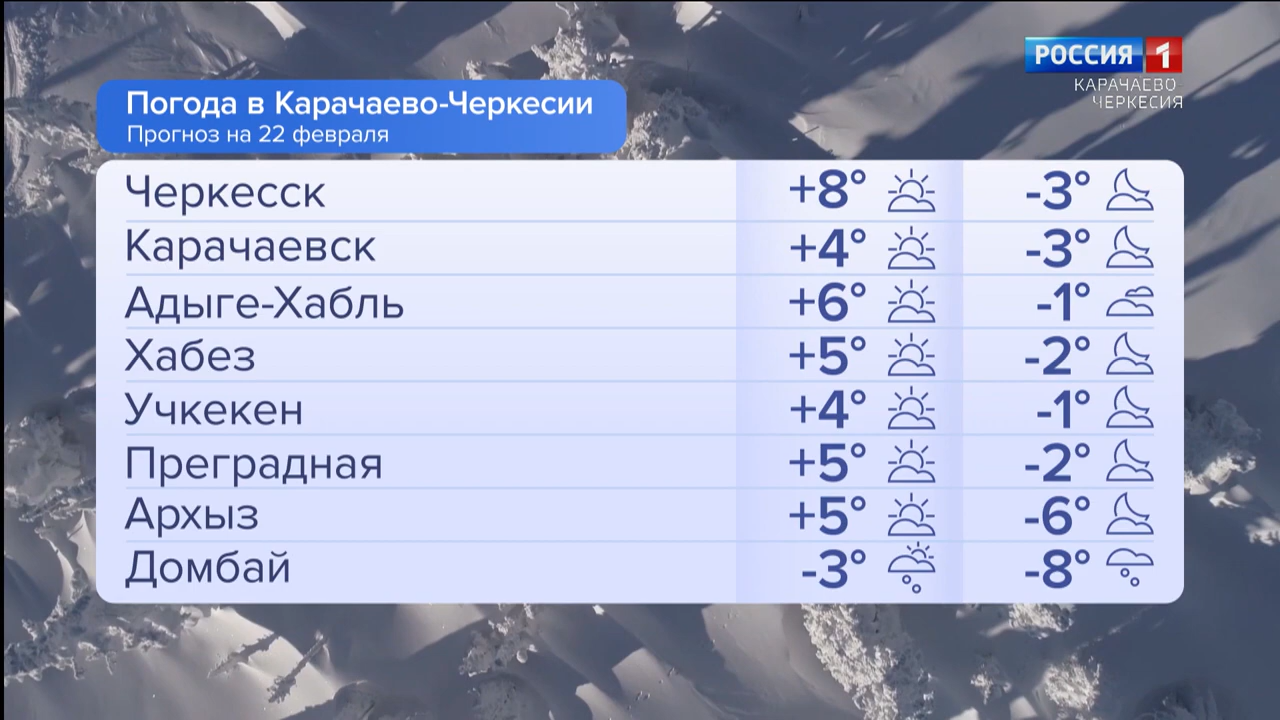 РОССИЯ 1
КАРАЧАЕВО
ЧЕРКЕСИЯ
Погода в Карачаево-Черкесии
Прогноз на 22 февраля
Черкесск +8° -3°
Карачаевск +4° -3°
Адыге-Хабль +6° -1°
Хабез +5° -2°
Учкекен +4° -1°
Преградная +5° -2°
Архыз +5° -6°
Домбай -3° -8°